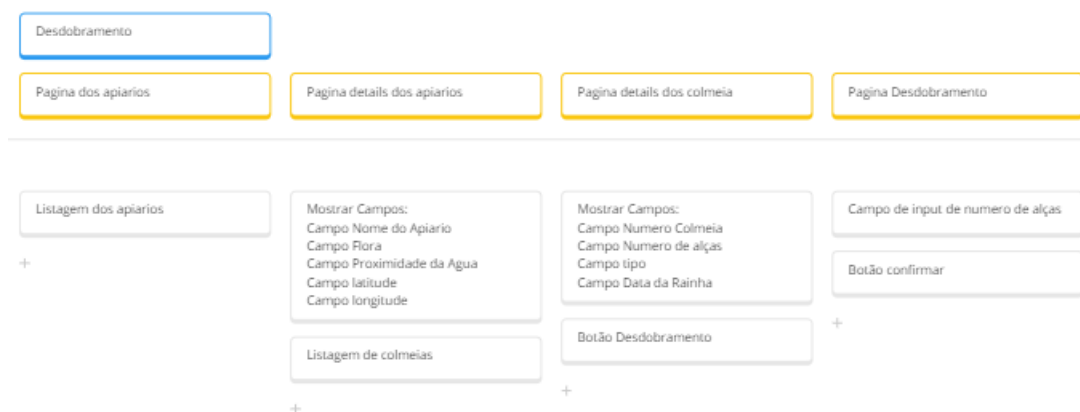 Desdobramento
Pagina dos apiarios
Pagina details dos apiarios
Pagina details dos colmeia
Pagina Desdobramento
Listagem dos apiarios
Mostrar Campos:
Campo Nome do Apiario
Campo Flora
Campo Proximidade da Agua
Campo latitude
Campo longitude
Listagem de colmeias
Mostrar Campos:
Campo Numero Colmeia
Campo Numero de alças
Campo tipo
Campo Data da Rainha
Botão Desdobramento
Campo de input de numero de alças
Botão confirmar